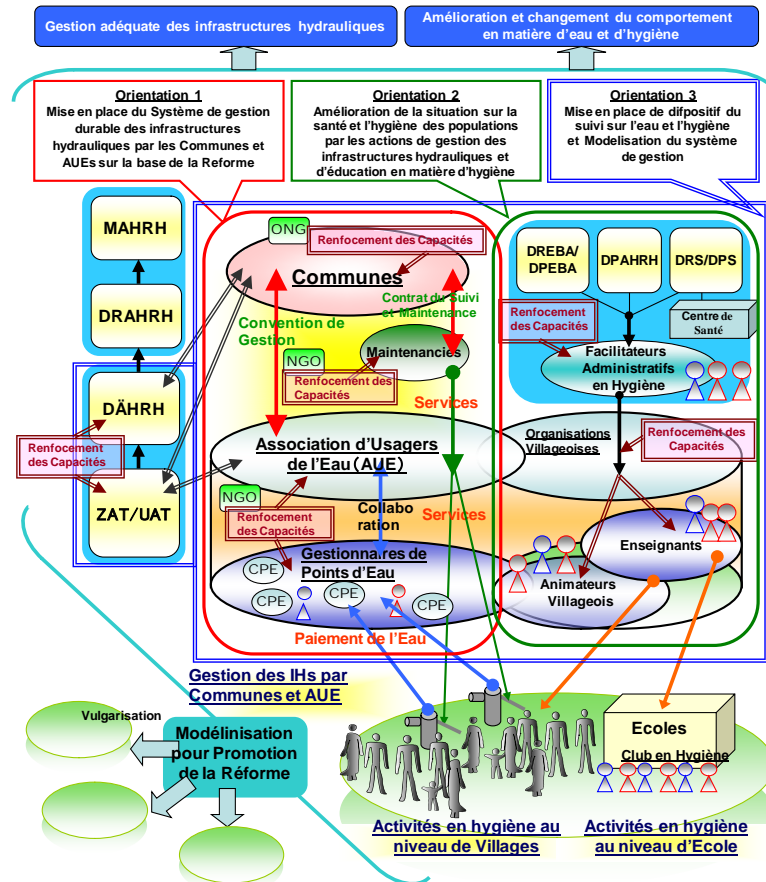 Gestion adéquate des infrastructures hydrauliques
Amélioration et changement du comportement
en matière d'eau et d'hygiène
Orientation 1
Mise en place du Système de gestion
durable des infrastructures
hydrauliques par les Communes et
AUEs sur la base de la Reforme
Orientation 2
Amélioration de la situation sur la
santé et l'hygiène des populations
par les actions de gestion des
infrastructures hydrauliques et
d'éducation en matière d'hygiène
Orientation 3
Mise en place de difpositif du
suivi sur l'eau et l'hygiène
et Modelisation du système
de gestion
MAHRH
DRAHRH
DÄHRH
Renfocement
des Capacités
ZAT/UAT
ONG
Renfocement des Capacités
Communes
Convention de
Gestion
Contrat du Suivi
et Maintenance
NGO
Maintenancies
Renfocement des
Capacités
Services
Association d'Usagers
de l'Eau(AUE)
NGO
Renfocement
des Capacités
Collabo
ration
Services
Gestionnaires de
Points d'Eau
CPE
CPE
CPE
CPE
Paiement de l'Eau
DREBA/
DPEBA
DPAHRH
DRS/DPS
Renfocement
des Capacités
Centre de
Santé
Facilitateurs
Administratifs
en Hygiène
Organisations
Villageoises
Renfocement des
Capacités
Enseignants
Animateurs
Villageois
Gestion des IHs par
Communes et AUE
Vulgarisation
Modélinisation
pour Promotion
de la Réforme
Ecoles
Club en Hygiène
Activités en hygiène au
niveau de Villages
Activités en hygiène
au niveau d'Ecole